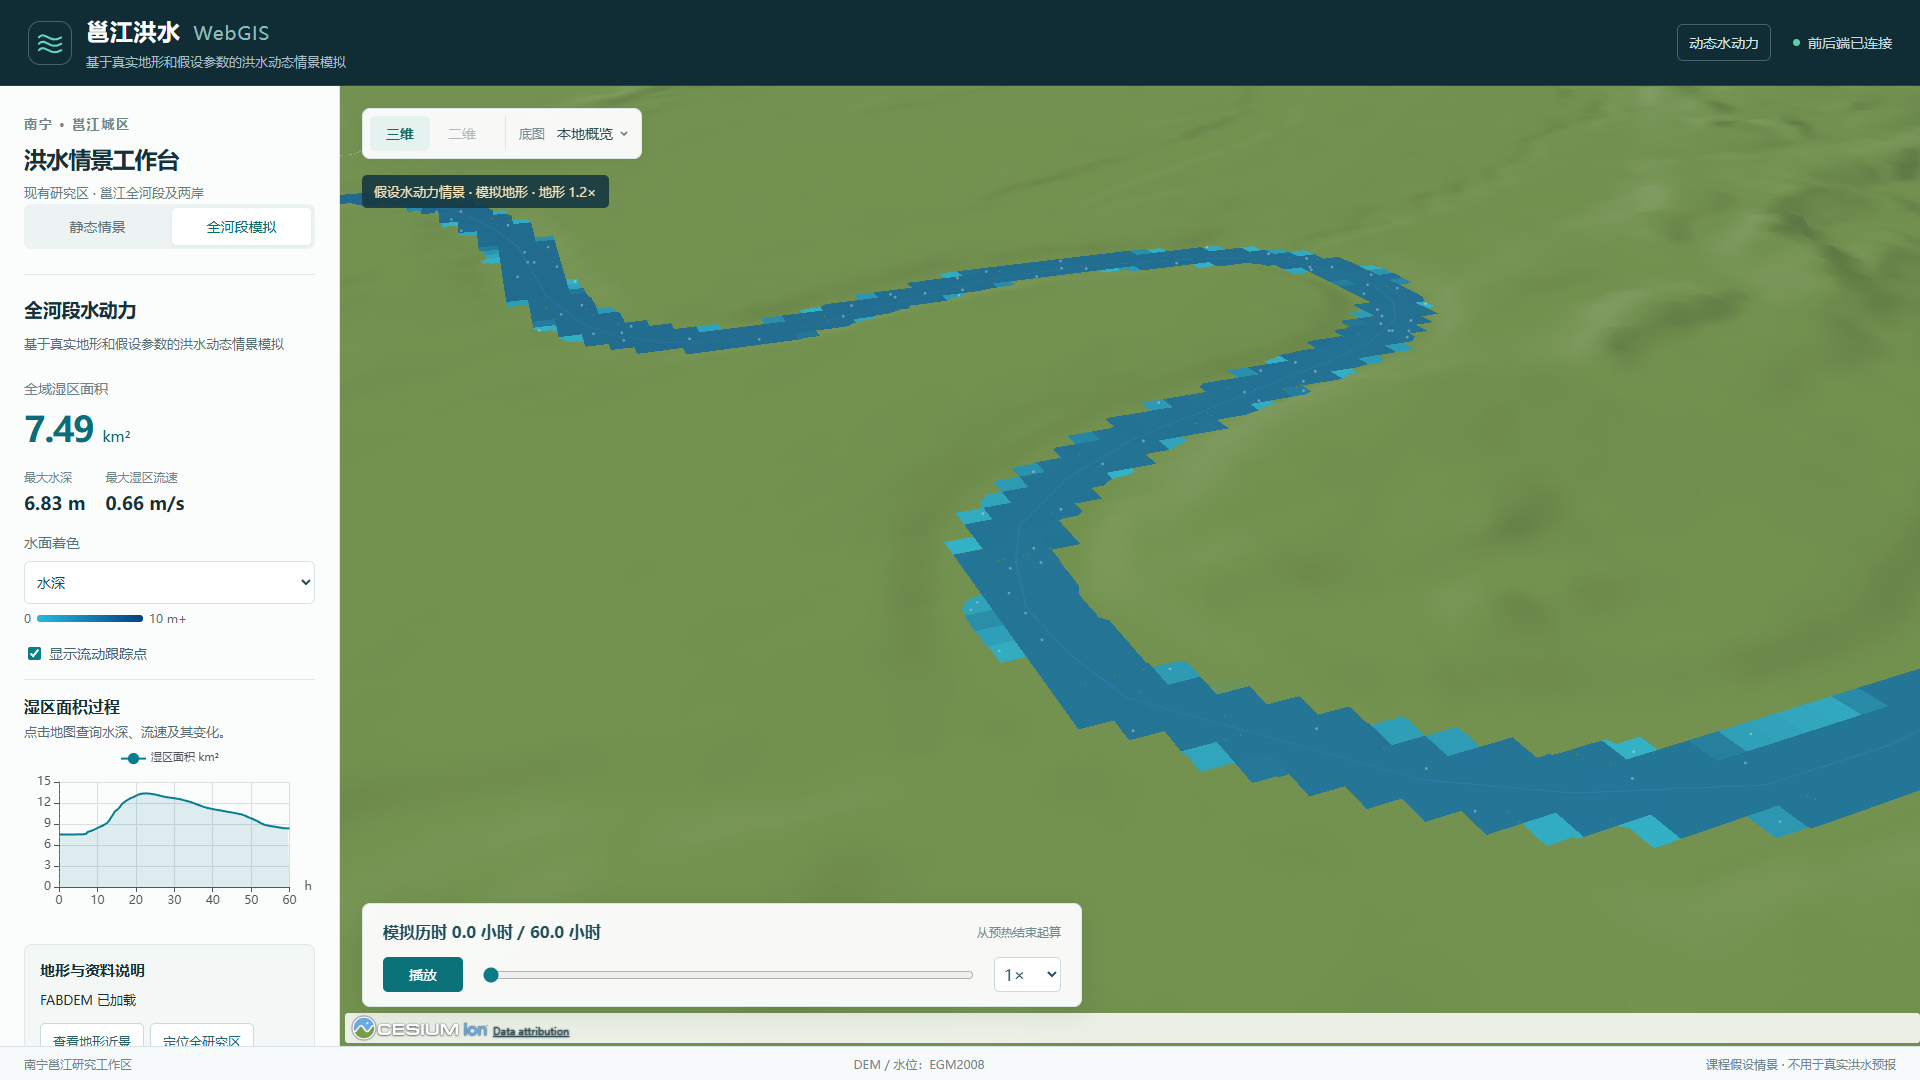 邕江洪水 WebGIS
基于真实地形和假设参数的洪水动态情景模拟
动态水动力
前后端已连接
南宁 • 邕江城区
洪水情景工作台
现有研究区 · 邕江全河段及两岸
静态情景
全河段模拟
全河段水动力
基于真实地形和假设参数的洪水动态情景模拟
全域湿区面积
7.49 km²
最大水深 最大湿区流速
6.83 m 0.66 m/s
水面着色
水深
0 10 m+
显示流动跟踪点
湿区面积过程
点击地图查询水深、流速及其变化。
湿区面积 km²
15
12
9
6
3
0
0 10 20 30 40 50 60 h
地形与资料说明
FABDEM 已加载
查看地形近景 定位全研究区
三维 二维 底图 本地概览
假设水动力情景 · 模拟地形 · 地形 1.2×
模拟历时 0.0 小时 / 60.0 小时
从预热结束起算
播放
1×
CESIUM ion Data attribution
南宁邕江研究工作区
DEM / 水位：EGM2008
课程假设情景 · 不用于真实洪水预报